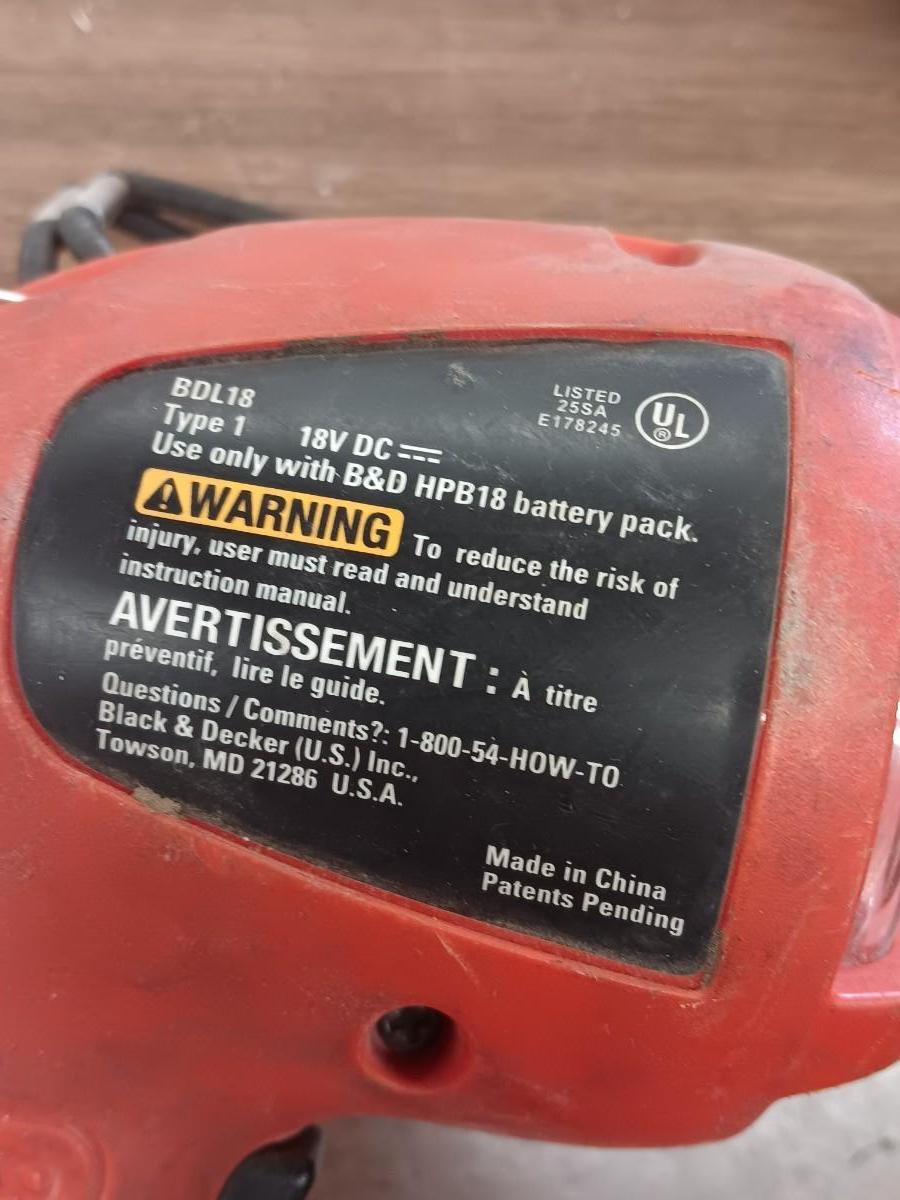 BDL18
Type 1
18V DC
LISTED
25SA
E178245
UL
®
Use only with B&D HPB18 battery pack.
WARNING To reduce the risk of
injury, user must read and understand
instruction manual.
AVERTISSEMENT : À titre
préventif, lire le guide.
Questions / Comments?: 1-800-54-HOW-TO
Black & Decker (U.S.) Inc.,
Towson, MD 21286 U.S.A.
Made in China
Patents Pending